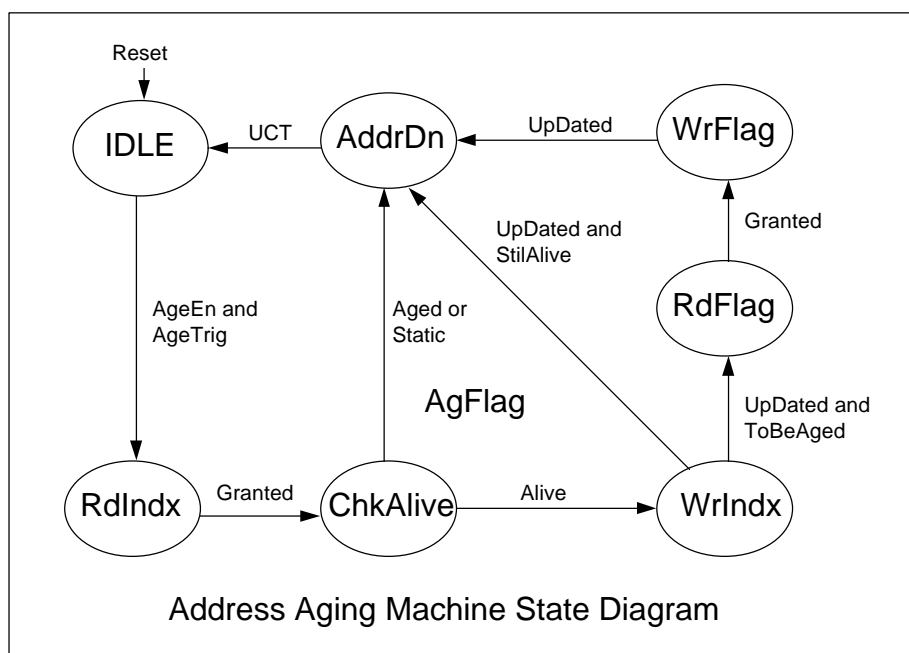 Reset
IDLE
UCT
AddrDn
UpDated
WrFlag
AgeEn and
AgeTrig
Aged or
Static
UpDated and
StilAlive
Granted
RdFlag
AgFlag
UpDated and
ToBeAged
RdIndx
Granted
ChkAlive
Alive
WrIndx
Address Aging Machine State Diagram